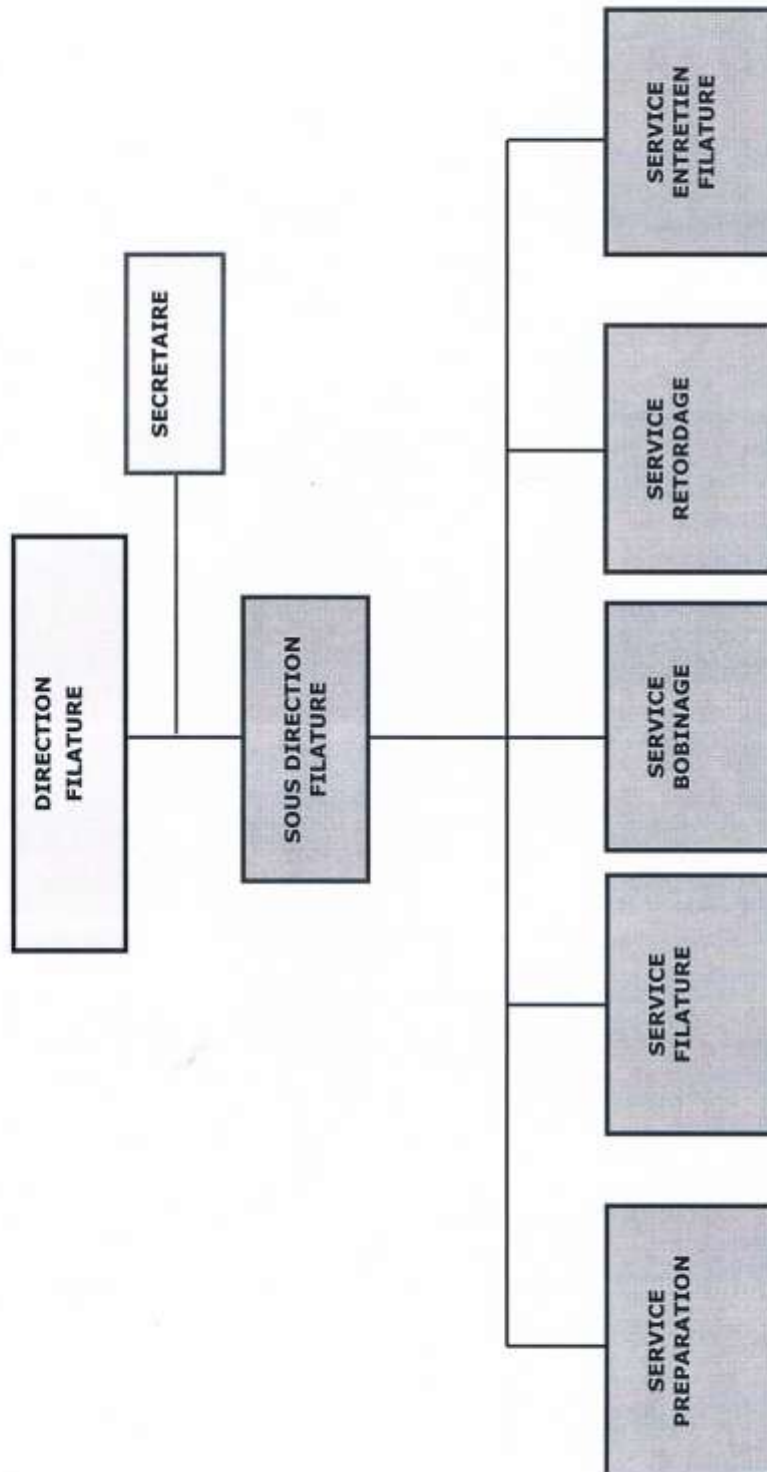 DIRECTION
FILATURE
SECRETAIRE
SOUS DIRECTION
FILATURE
SERVICE
PREPARATION
SERVICE
FILATURE
SERVICE
BOBINAGE
SERVICE
RETORDAGE
SERVICE
ENTRETIEN
FILATURE